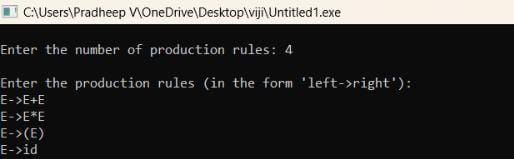 C:\Users\Pradheep V\OneDrive\Desktop\viji\Untitled1.exe
Enter the number of production rules: 4
Enter the production rules (in the form 'left->right'):
E->E+E
E->E*E
E->(E)
E->id